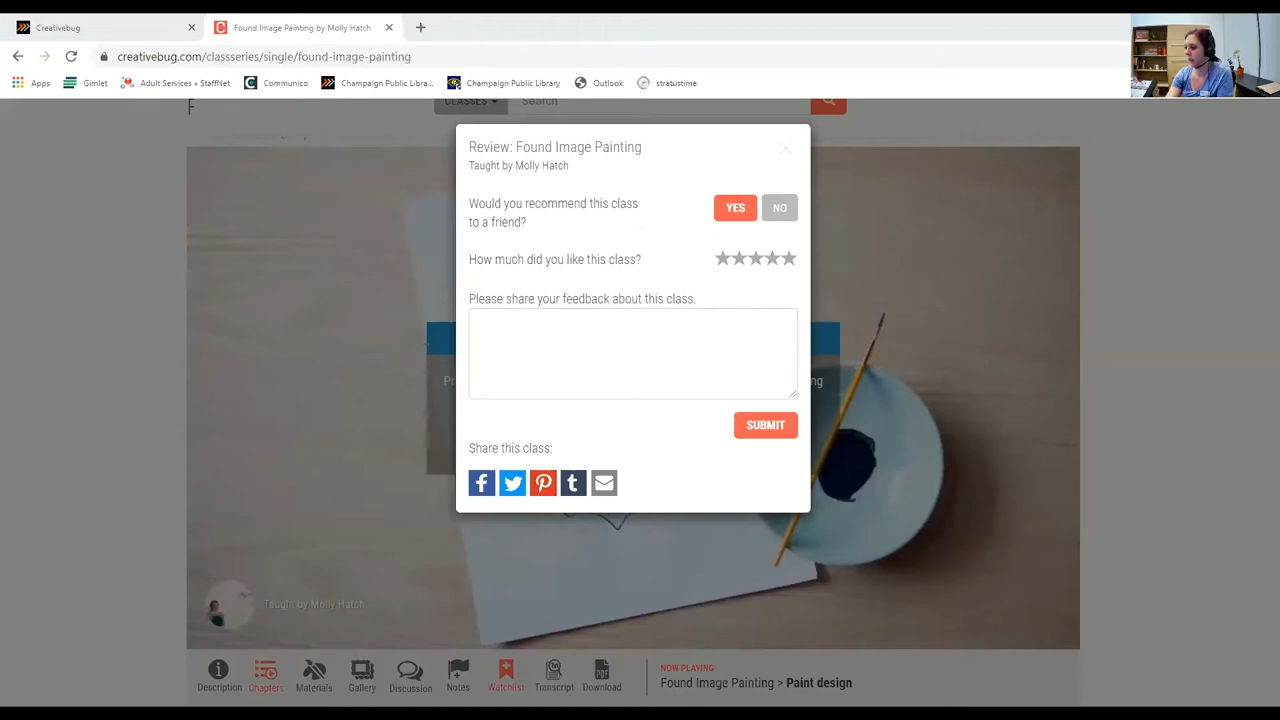 Creativebug
Found Image Painting by Molly Hatch
creativebug.com/classseries/single/found-image-painting
Apps Gimlet Adult Services « StaffNet Communico Champaign Public Libra... Champaign Public Library Outlook stratustime
CLASSES Search
Review: Found Image Painting
Taught by Molly Hatch
Would you recommend this class
to a friend?
YES NO
How much did you like this class?
Please share your feedback about this class.
SUBMIT
Share this class:
Taught by Molly Hatch
Description Chapters Materials Gallery Discussion Notes Watchlist Transcript Download
NOW PLAYING
Found Image Painting > Paint design